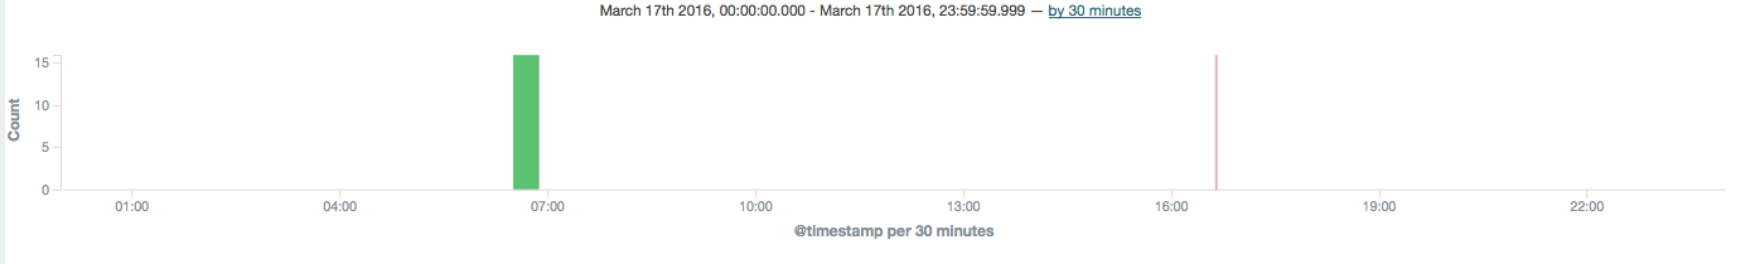 March 17th 2016, 00:00:00.000 - March 17th 2016, 23:59:59.999 — by 30 minutes
15
10
5
0
Count
01:00 04:00 07:00 10:00 13:00 16:00 19:00 22:00
@timestamp per 30 minutes